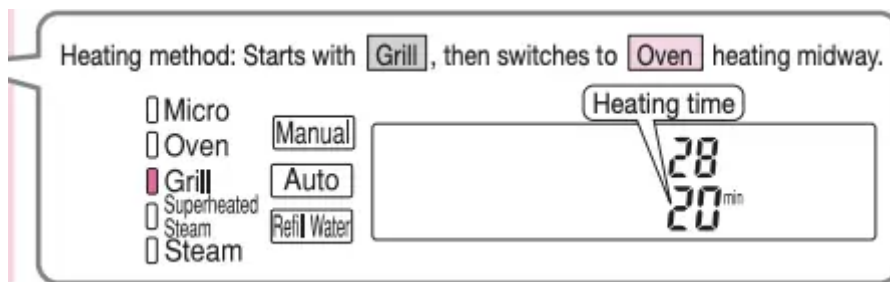 Heating method: Starts with Grill, then switches to Oven heating midway.
Heating time
Micro
Oven
Grill
Superheated
Steam
Steam
Manual
Auto
Refill Water
28
20 min